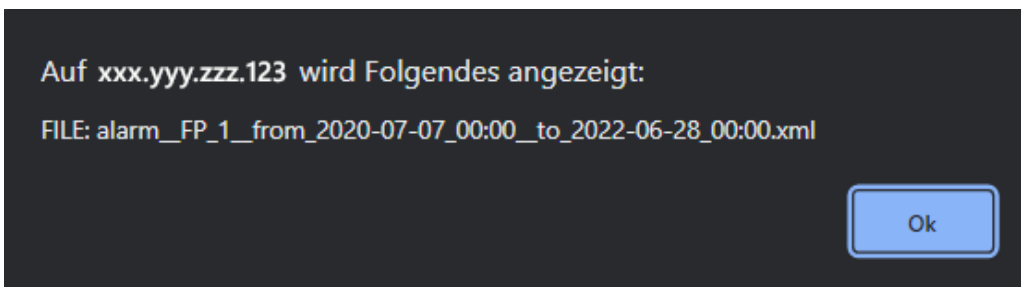 Auf xxx.yyy.zzz.123 wird Folgendes angezeigt:
FILE: alarm__FP_1__from_2020-07-07_00:00__to_2022-06-28_00:00.xml
Ok